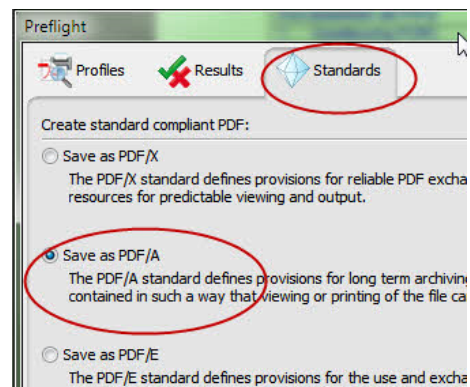 Preflight
Profiles
Results
Standards
Create standard compliant PDF:
Save as PDF/X
The PDF/X standard defines provisions for reliable PDF excha
resources for predictable viewing and output.
Save as PDF/A
The PDF/A standard defines provisions for long term archiving
contained in such a way that viewing or printing of the file ca
Save as PDF/E
The PDF/E standard defines provisions for the use and excha